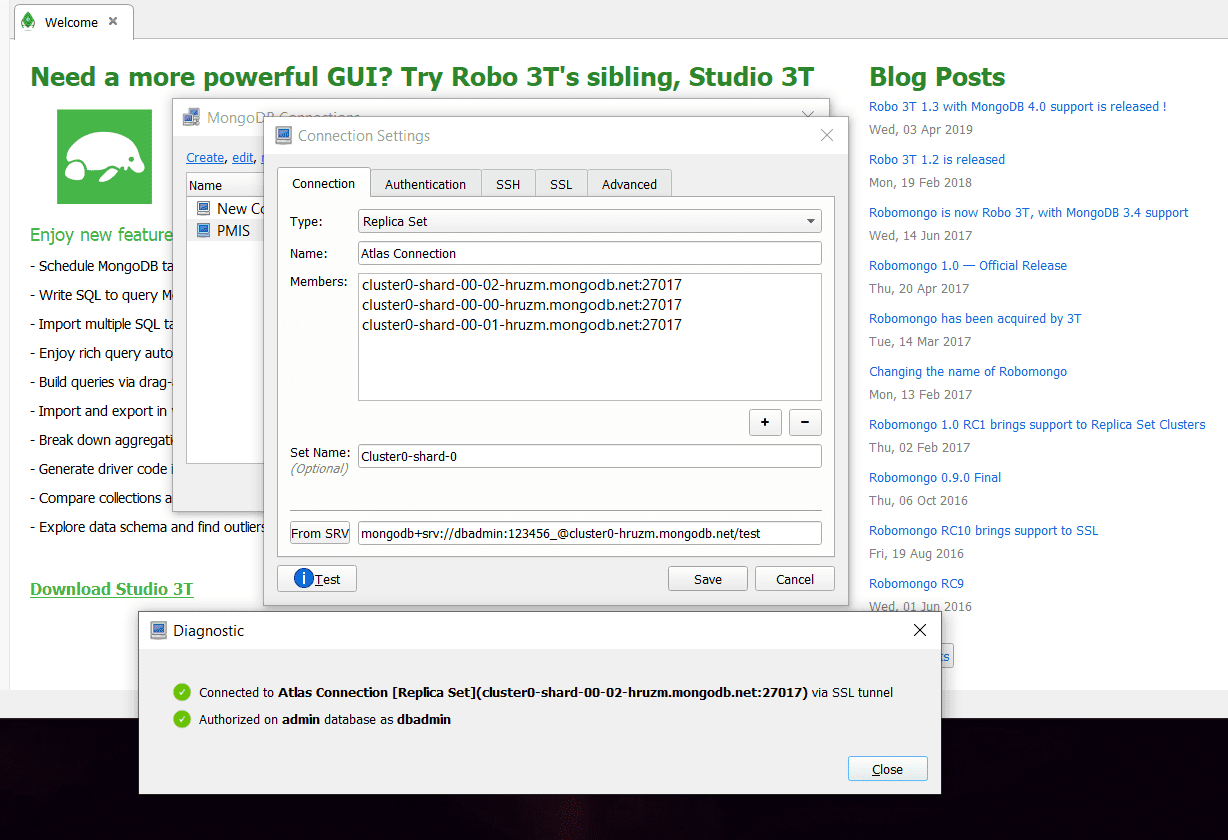 Welcome
Need a more powerful GUI? Try Robo 3T's sibling, Studio 3T
Enjoy new feature
- Schedule MongoDB ta
- Write SQL to query M
- Import multiple SQL ta
- Enjoy rich query auto
- Build queries via drag-
- Import and export in
- Break down aggregati
- Generate driver code i
- Compare collections a
- Explore data schema and find outliers
Download Studio 3T
MongoDB Connections
Create, edit,
Name
New Co
PMIS
Connection Settings
Connection Authentication SSH SSL Advanced
Type: Replica Set
Name: Atlas Connection
Members: cluster0-shard-00-02-hruzm.mongodb.net:27017
cluster0-shard-00-00-hruzm.mongodb.net:27017
cluster0-shard-00-01-hruzm.mongodb.net:27017
+ −
Set Name: Cluster0-shard-0
(Optional)
From SRV mongodb+srv://dbadmin:123456_@cluster0-hruzm.mongodb.net/test
Test Save Cancel
Blog Posts
Robo 3T 1.3 with MongoDB 4.0 support is released !
Wed, 03 Apr 2019
Robo 3T 1.2 is released
Mon, 19 Feb 2018
Robomongo is now Robo 3T, with MongoDB 3.4 support
Wed, 14 Jun 2017
Robomongo 1.0 — Official Release
Thu, 20 Apr 2017
Robomongo has been acquired by 3T
Tue, 14 Mar 2017
Changing the name of Robomongo
Mon, 13 Feb 2017
Robomongo 1.0 RC1 brings support to Replica Set Clusters
Thu, 02 Feb 2017
Robomongo 0.9.0 Final
Thu, 06 Oct 2016
Robomongo RC10 brings support to SSL
Fri, 19 Aug 2016
Robomongo RC9
Wed, 01 Jun 2016
ts
Diagnostic
Connected to Atlas Connection [Replica Set](cluster0-shard-00-02-hruzm.mongodb.net:27017) via SSL tunnel
Authorized on admin database as dbadmin
Close